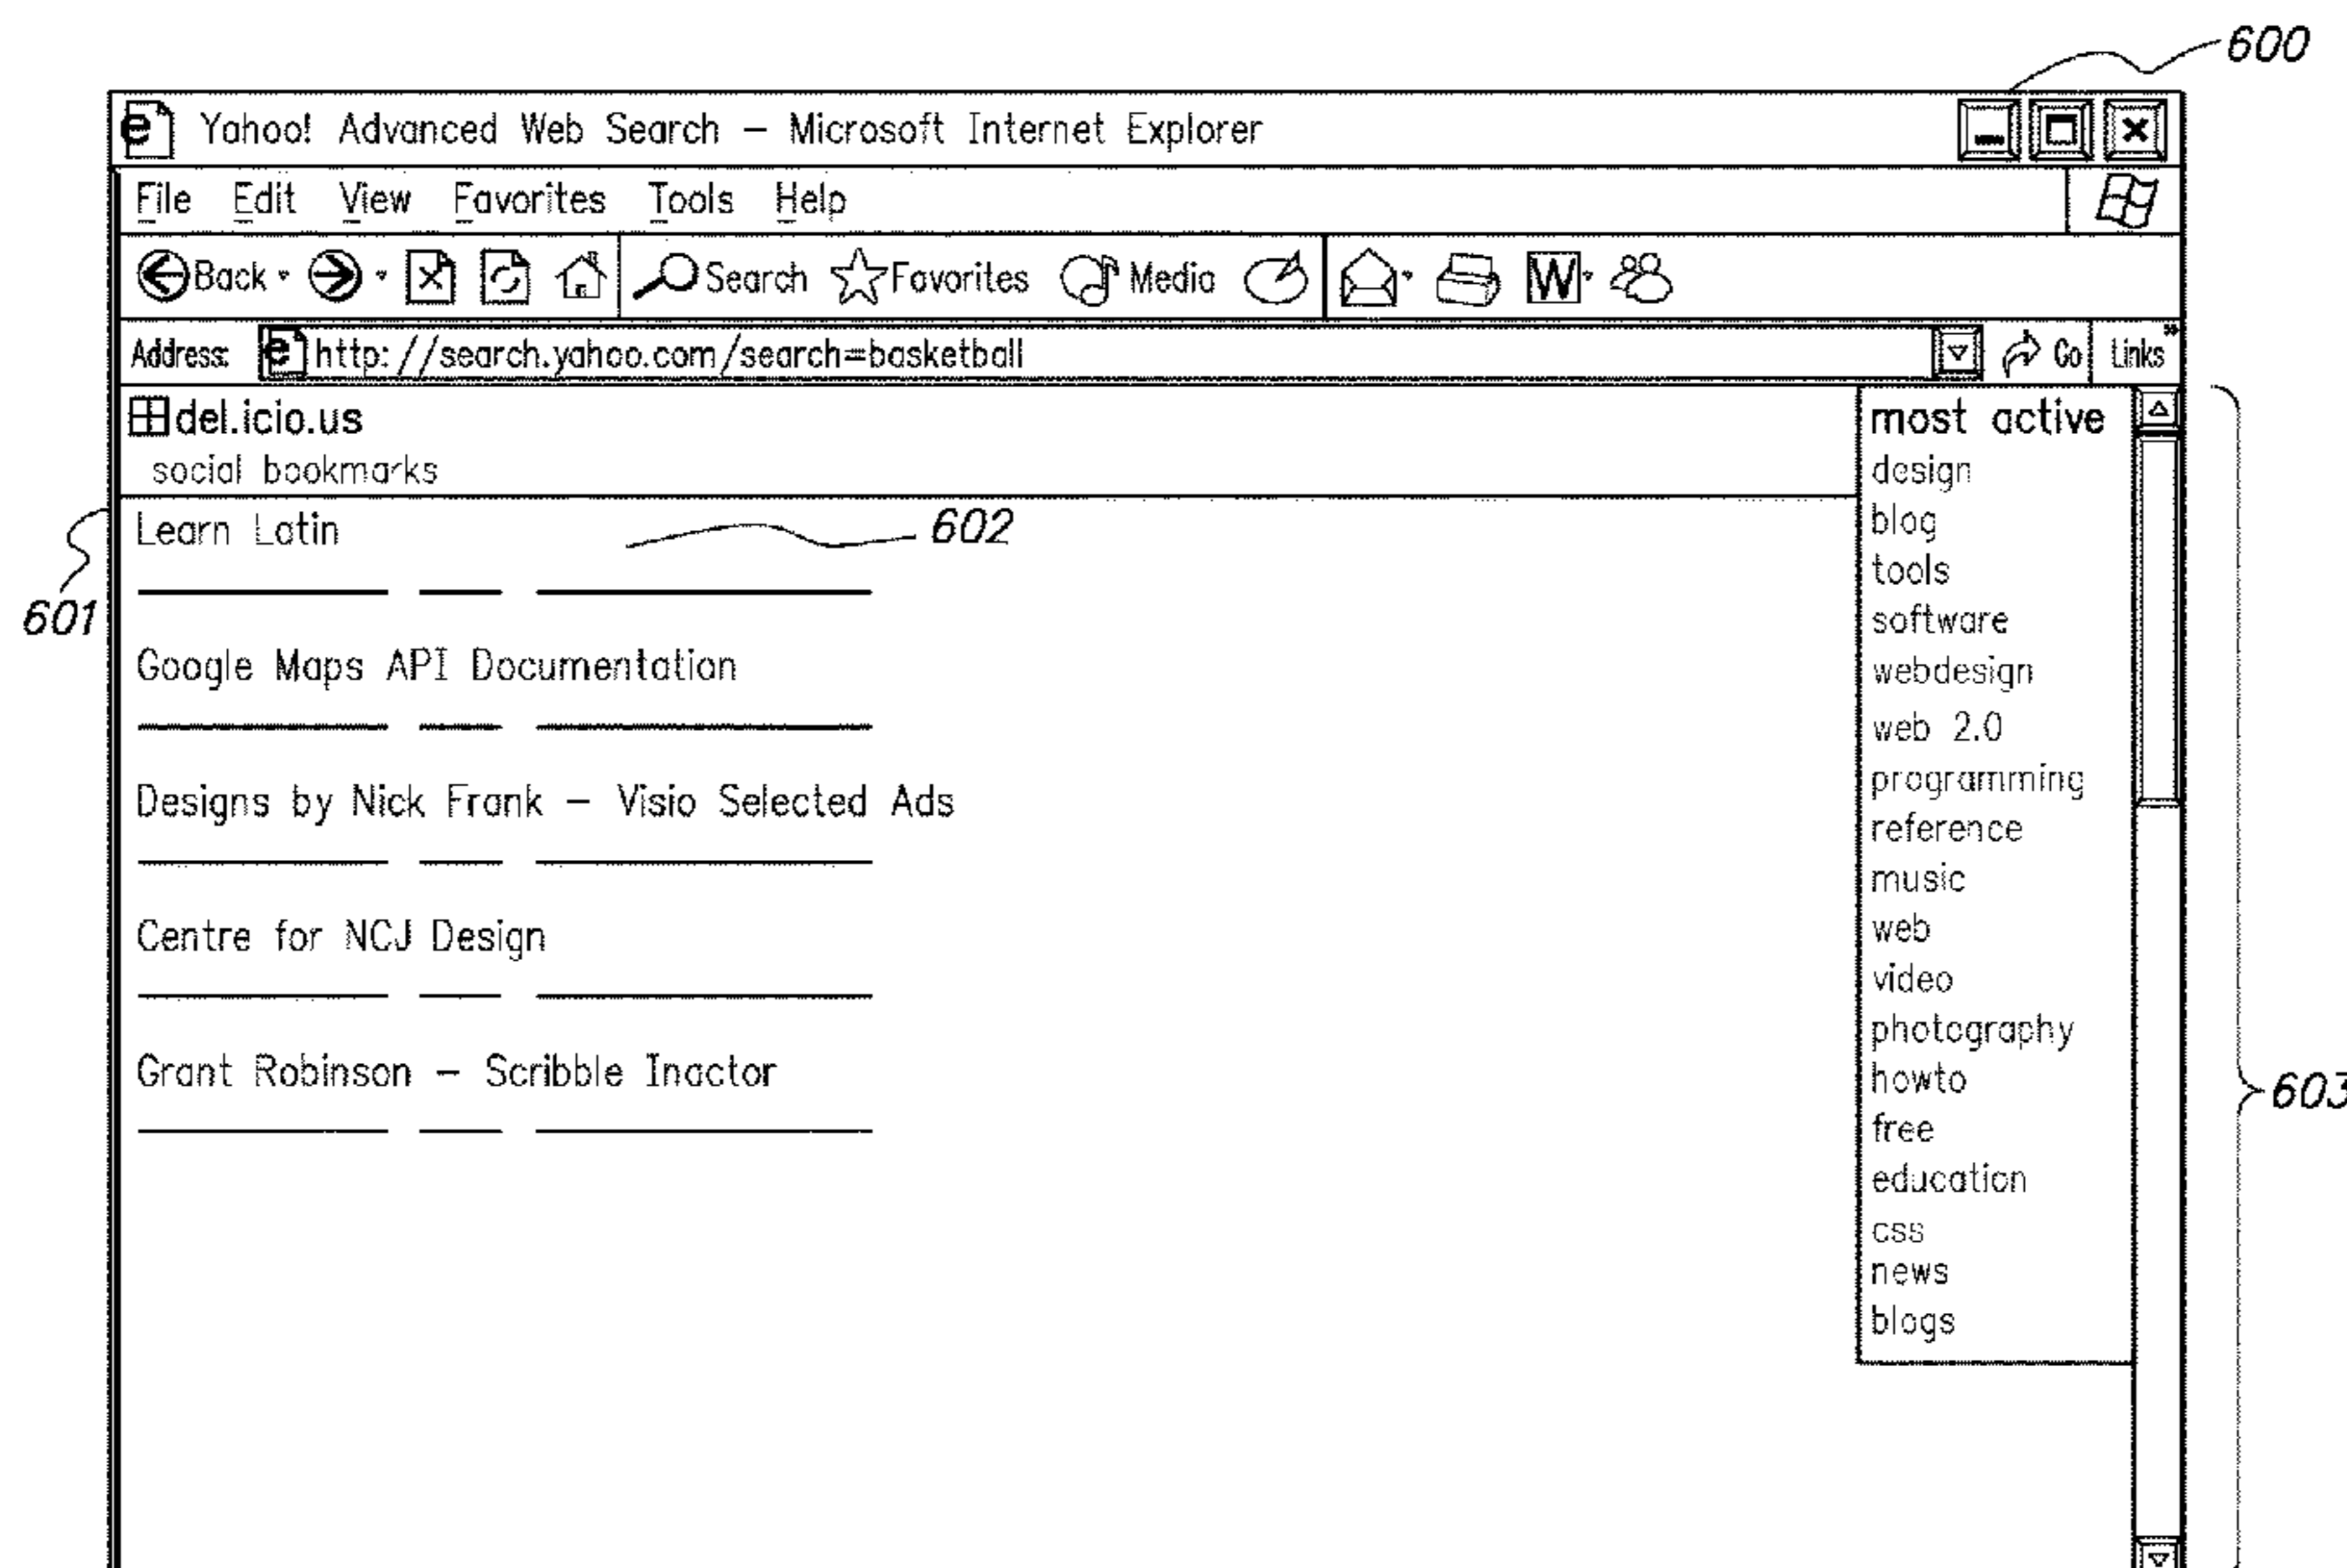 600
Yahoo! Advanced Web Search – Microsoft Internet Explorer
File Edit View Favorites Tools Help
Back Search Favorites Media W
Address: http://search.yahoo.com/search=basketball Go Links »
del.icio.us
social bookmarks
Learn Latin
602
601
Google Maps API Documentation
Designs by Nick Frank – Visio Selected Ads
Centre for NCJ Design
Grant Robinson – Scribble Inactor
most active
design
blog
tools
software
webdesign
web 2.0
programming
reference
music
web
video
photography
howto
free
education
css
news
blogs
603